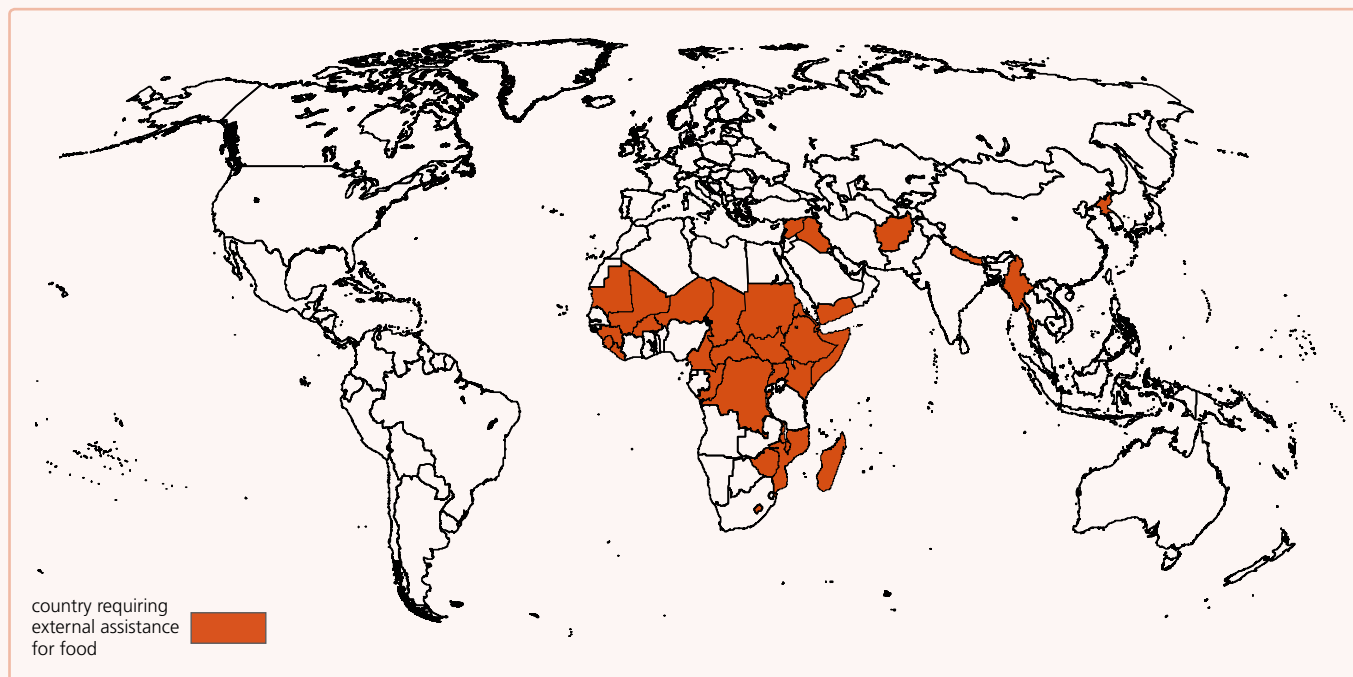 country requiring
external assistance
for food